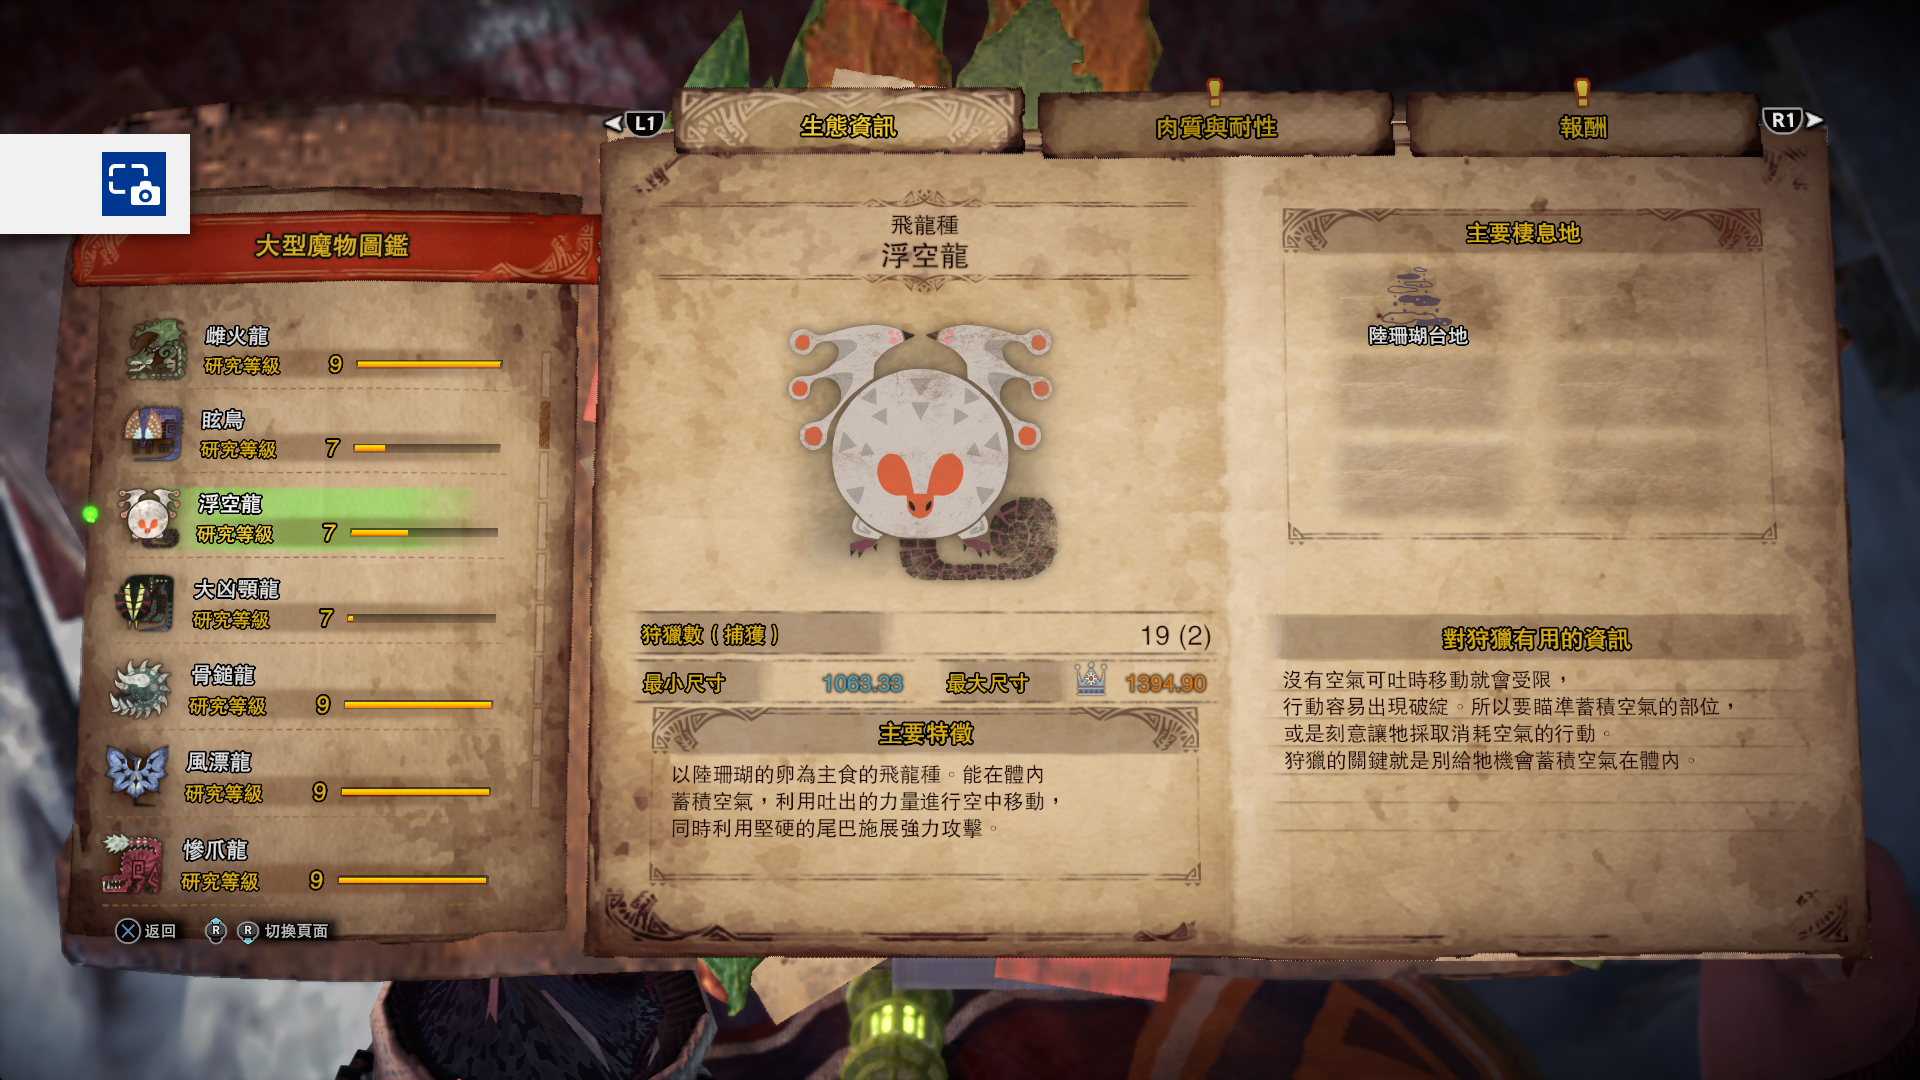 L1
生態資訊
肉質與耐性
報酬
R1
大型魔物圖鑑
雌火龍
研究等級 9
眩鳥
研究等級 7
浮空龍
研究等級 7
大凶顎龍
研究等級 7
骨鎚龍
研究等級 9
風漂龍
研究等級 9
慘爪龍
研究等級 9
返回 R R 切換頁面
飛龍種
浮空龍
狩獵數(捕獲) 19 (2)
最小尺寸 1063.33 最大尺寸 1394.90
主要特徵
以陸珊瑚的卵為主食的飛龍種。能在體內
蓄積空氣,利用吐出的力量進行空中移動,
同時利用堅硬的尾巴施展強力攻擊。
主要棲息地
陸珊瑚台地
對狩獵有用的資訊
沒有空氣可吐時移動就會受限,
行動容易出現破綻。所以要瞄準蓄積空氣的部位,
或是刻意讓牠採取消耗空氣的行動。
狩獵的關鍵就是別給牠機會蓄積空氣在體內。